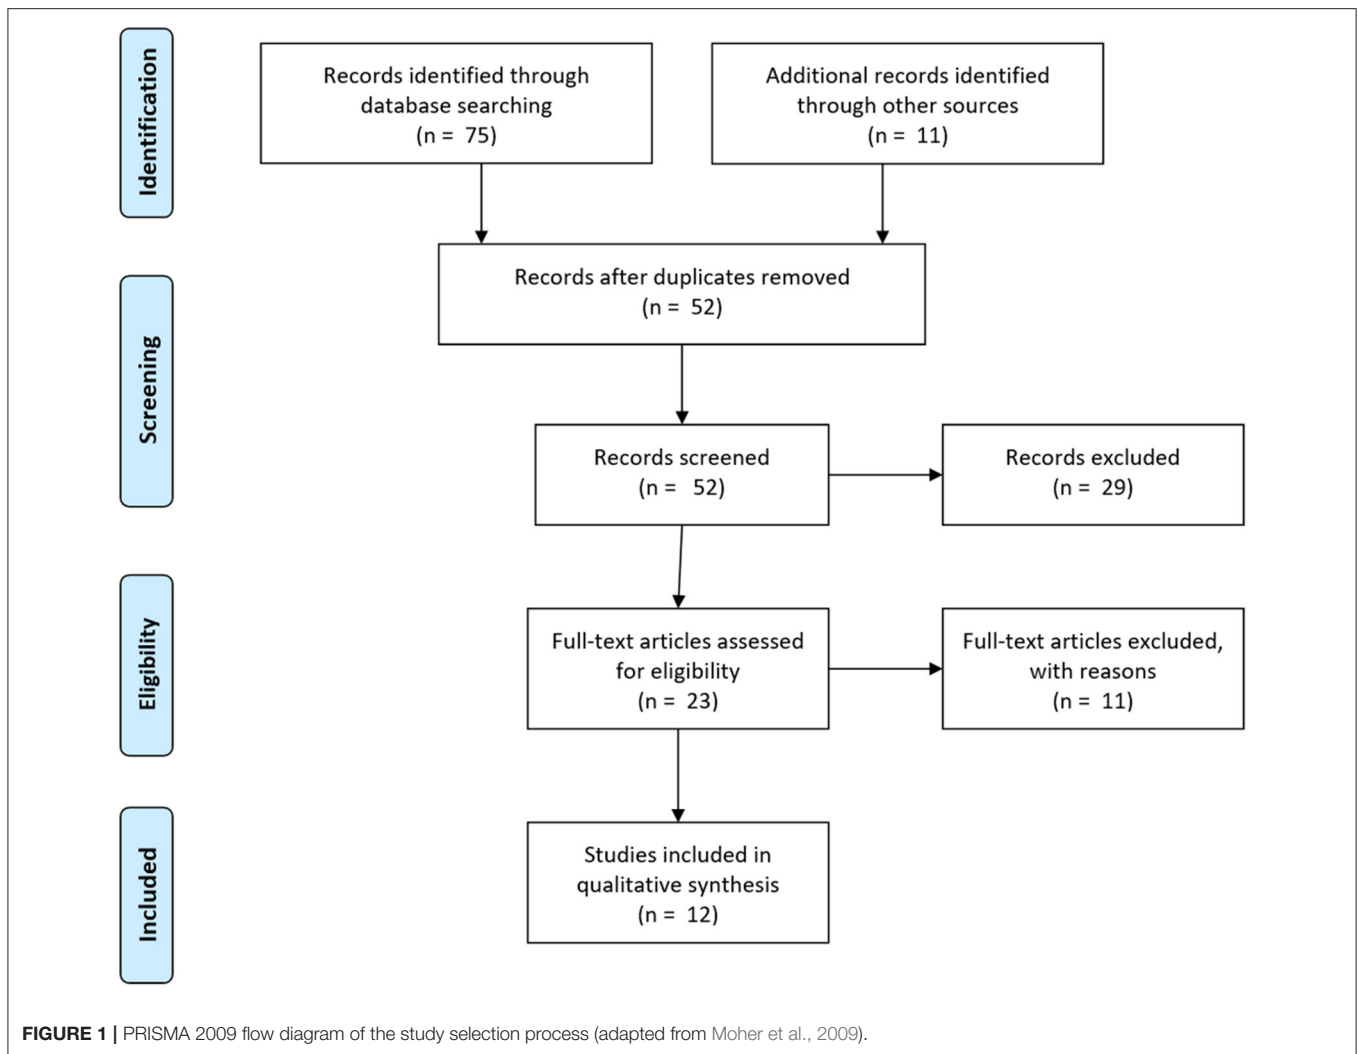 Identification
Records identified through
database searching
(n = 75)
Additional records identified
through other sources
(n = 11)
Records after duplicates removed
(n = 52)
Screening
Records screened
(n = 52)
Records excluded
(n = 29)
Eligibility
Full-text articles assessed
for eligibility
(n = 23)
Full-text articles excluded,
with reasons
(n = 11)
Included
Studies included in
qualitative synthesis
(n = 12)
FIGURE 1 | PRISMA 2009 flow diagram of the study selection process (adapted from Moher et al., 2009).